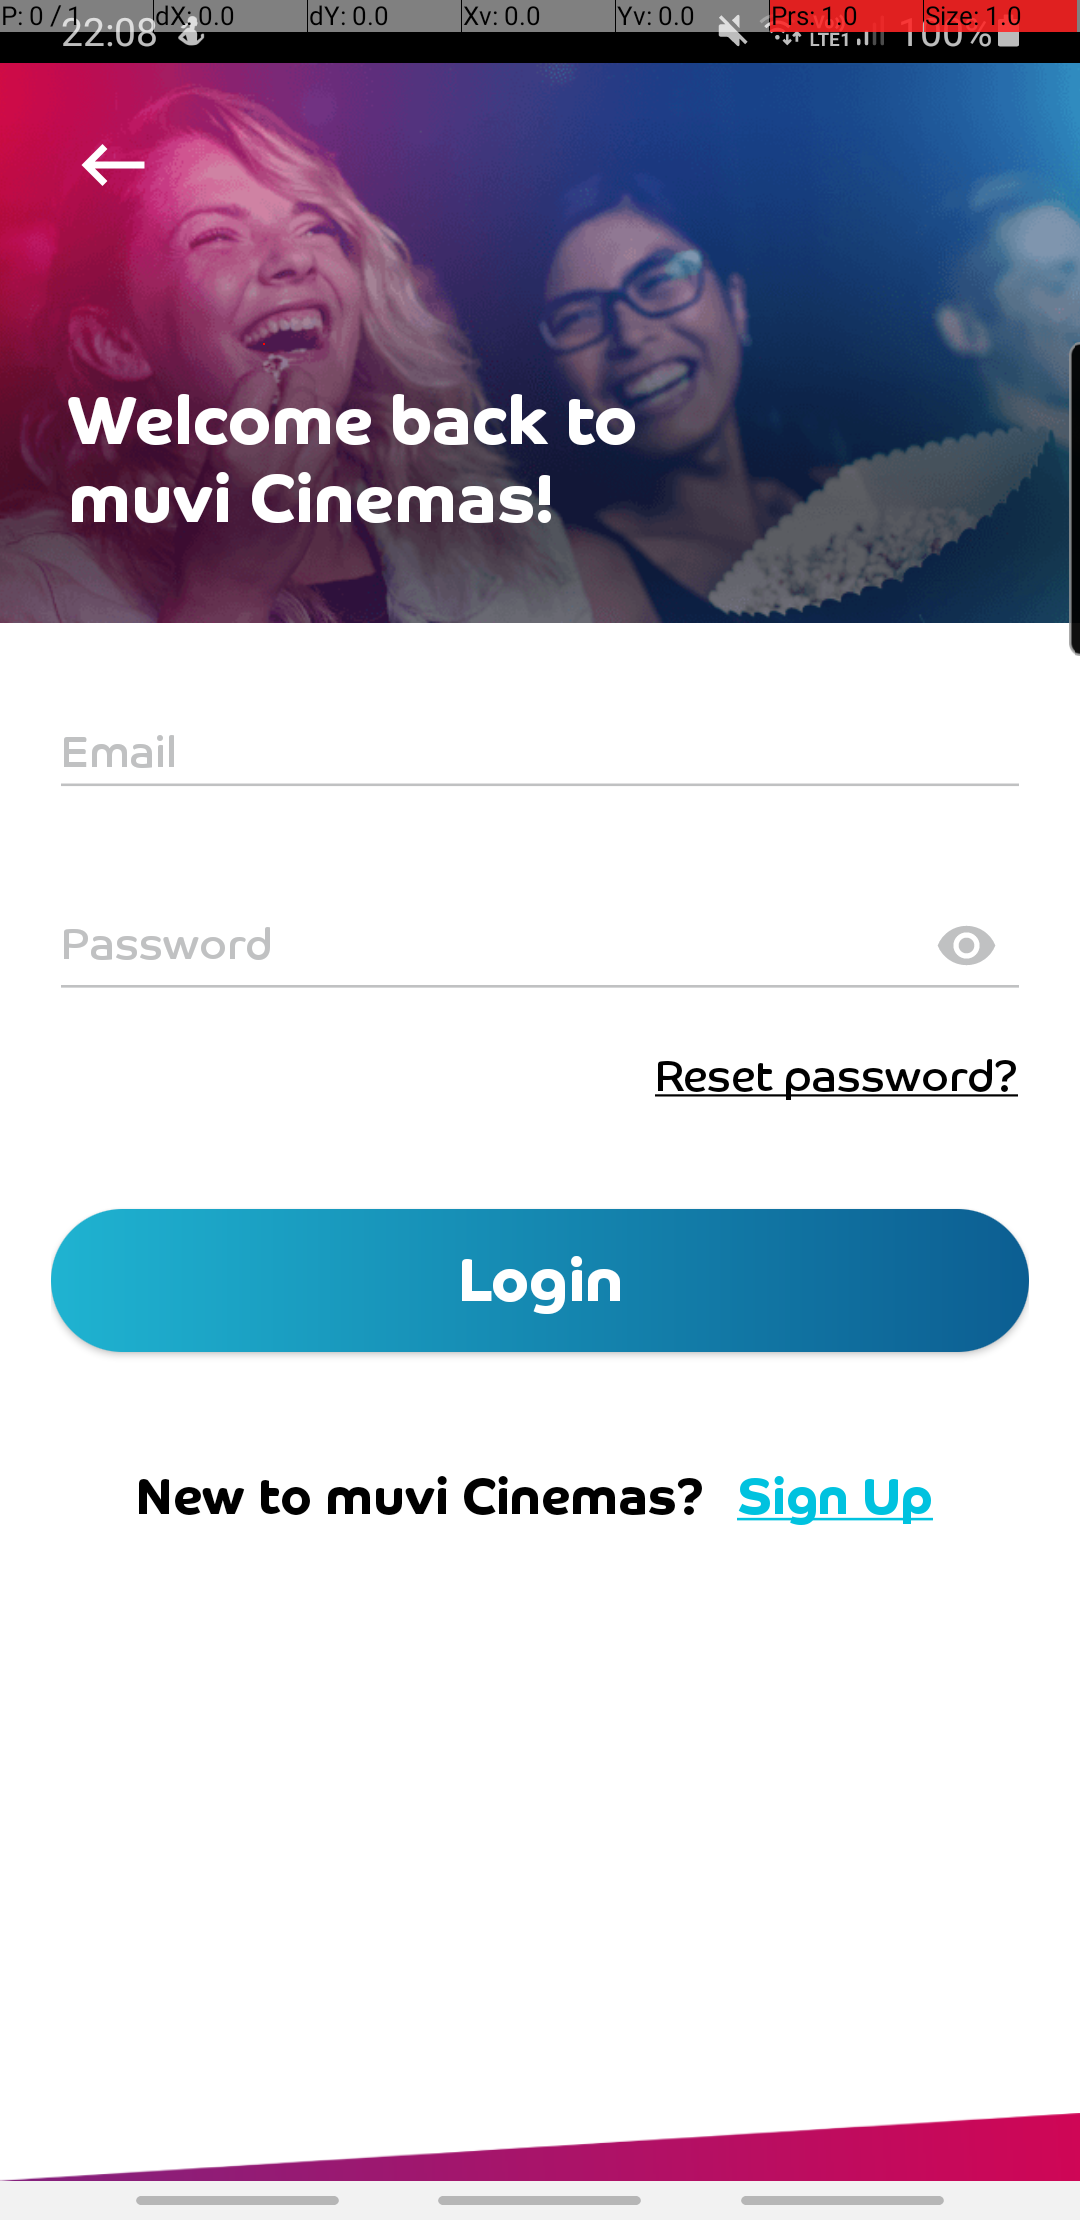 P: 0 / 1 dX: 0.0 dY: 0.0 Xv: 0.0 Yv: 0.0 Prs: 1.0 Size: 1.0
22:08 LTE1 100%
Welcome back to
muvi Cinemas!
Email
Password
Reset password?
Login
New to muvi Cinemas? Sign Up